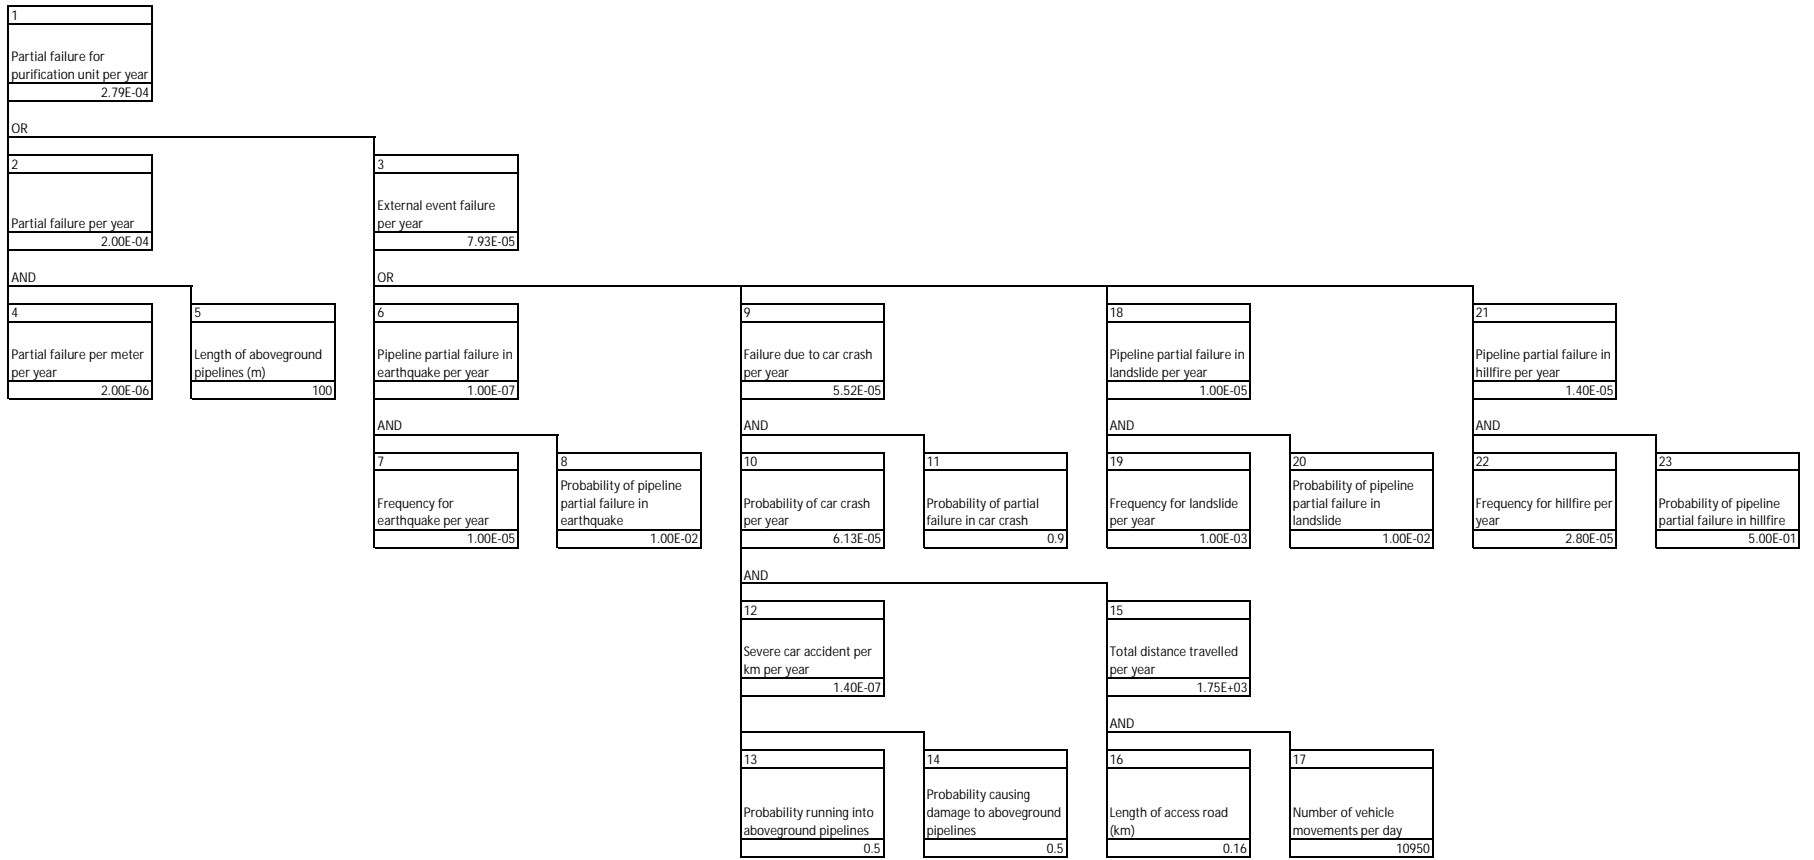 1
Partial failure for
purification unit per year
2.79E-04
OR
2
Partial failure per year
2.00E-04
3
External event failure
per year
7.93E-05
AND
OR
4
Partial failure per meter
per year
2.00E-06
5
Length of aboveground
pipelines (m)
100
6
Pipeline partial failure in
earthquake per year
1.00E-07
9
Failure due to car crash
per year
5.52E-05
18
Pipeline partial failure in
landslide per year
1.00E-05
21
Pipeline partial failure in
hillfire per year
1.40E-05
AND
AND
AND
AND
7
Frequency for
earthquake per year
1.00E-05
8
Probability of pipeline
partial failure in
earthquake
1.00E-02
10
Probability of car crash
per year
6.13E-05
11
Probability of partial
failure in car crash
0.9
19
Frequency for landslide
per year
1.00E-03
20
Probability of pipeline
partial failure in
landslide
1.00E-02
22
Frequency for hillfire per
year
2.80E-05
23
Probability of pipeline
partial failure in hillfire
5.00E-01
AND
12
Severe car accident per
km per year
1.40E-07
15
Total distance travelled
per year
1.75E+03
AND
13
Probability running into
aboveground pipelines
0.5
14
Probability causing
damage to aboveground
pipelines
0.5
16
Length of access road
(km)
0.16
17
Number of vehicle
movements per day
10950